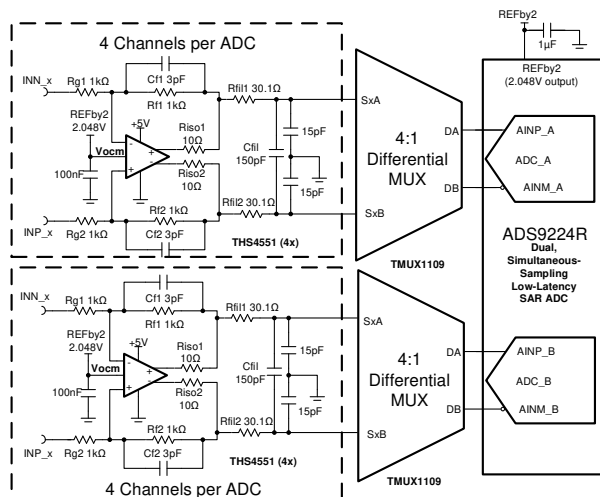 4 Channels per ADC
INN_x
Rg1 1kΩ
Cf1 3pF
Rf1 1kΩ
REFby2
2.048V
+5V
Vocm
Riso1
10Ω
Riso2
10Ω
100nF
INP_x
Rg2 1kΩ
Rf2 1kΩ
Cf2 3pF
Rfil1 30.1Ω
Cfil
150pF
15pF
15pF
Rfil2 30.1Ω
THS4551 (4x)
SxA
SxB
4:1
Differential
MUX
DA
DB
TMUX1109
REFby2
1µF
REFby2
(2.048V output)
AINP_A
ADC_A
AINM_A
ADS9224R
Dual,
Simultaneous-
Sampling
Low-Latency
SAR ADC
INN_x
Rg1 1kΩ
Cf1 3pF
Rf1 1kΩ
REFby2
2.048V
+5V
Vocm
Riso1
10Ω
Riso2
10Ω
100nF
INP_x
Rg2 1kΩ
Rf2 1kΩ
Cf2 3pF
Rfil1 30.1Ω
Cfil
150pF
15pF
15pF
Rfil2 30.1Ω
THS4551 (4x)
4 Channels per ADC
SxA
SxB
4:1
Differential
MUX
DA
DB
TMUX1109
AINP_B
ADC_B
AINM_B